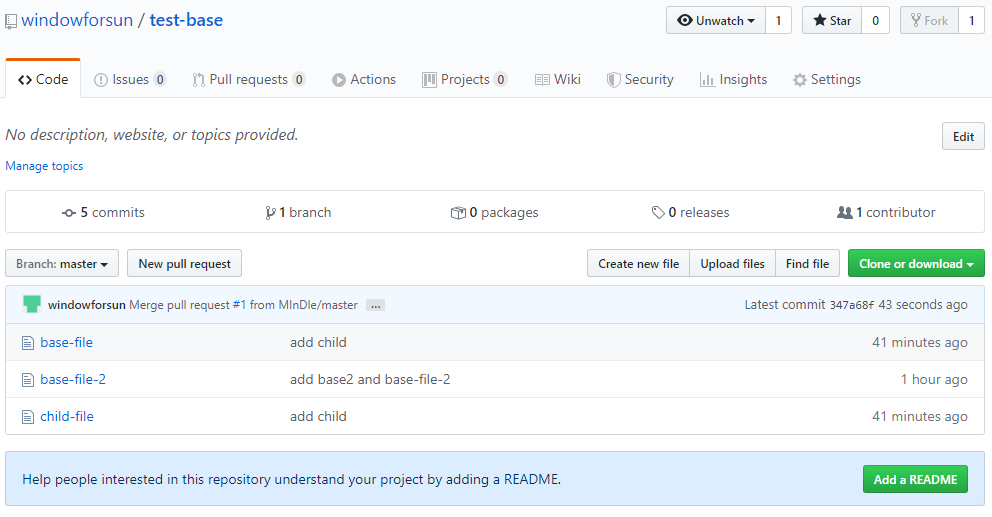 windowforsun / test-base Unwatch 1 Star 0 Fork 1
Code Issues 0 Pull requests 0 Actions Projects 0 Wiki Security Insights Settings
No description, website, or topics provided. Edit
Manage topics
5 commits 1 branch 0 packages 0 releases 1 contributor
Branch: master New pull request Create new file Upload files Find file Clone or download
windowforsun Merge pull request #1 from MInDle/master ... Latest commit 347a68f 43 seconds ago
base-file add child 41 minutes ago
base-file-2 add base2 and base-file-2 1 hour ago
child-file add child 41 minutes ago
Help people interested in this repository understand your project by adding a README. Add a README